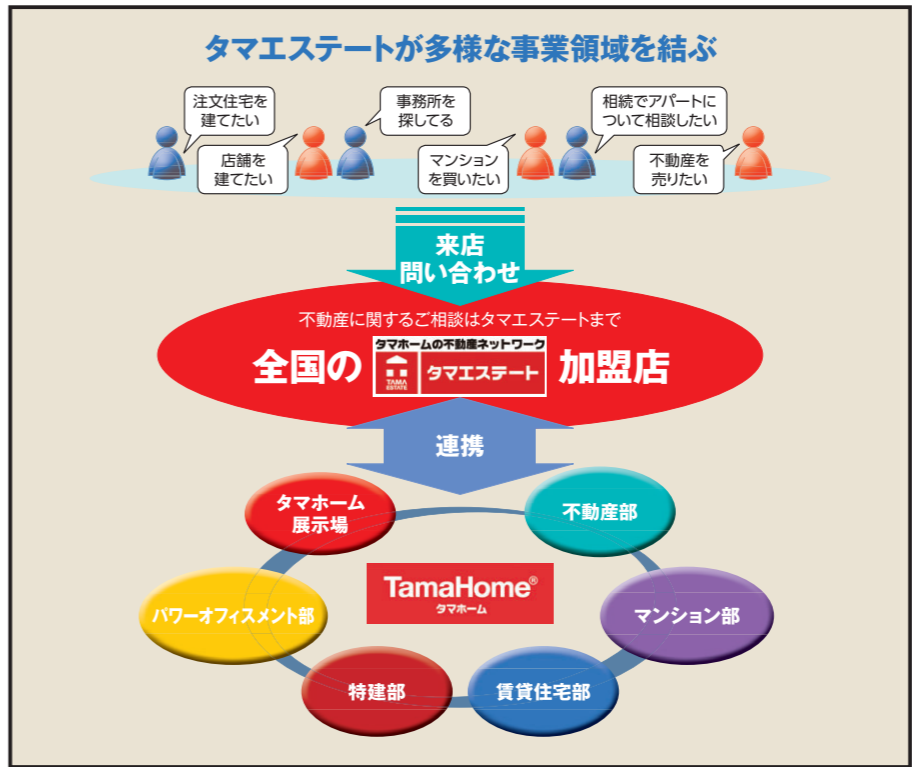 タマエステートが多様な事業領域を結ぶ
注文住宅を
建てたい
店舗を
建てたい
事務所を
探してる
マンション
を買いたい
相続でアパートに
ついて相談したい
不動産を
売りたい
来店
問い合わせ
不動産に関するご相談はタマエステートまで
全国の
タマホームの不動産ネットワーク
TAMA
ESTATE
タマエステート
加盟店
連携
タマホーム
展示場
不動産部
パワーオフィスメント部
TamaHome®
タマホーム
マンション部
特建部
賃貸住宅部